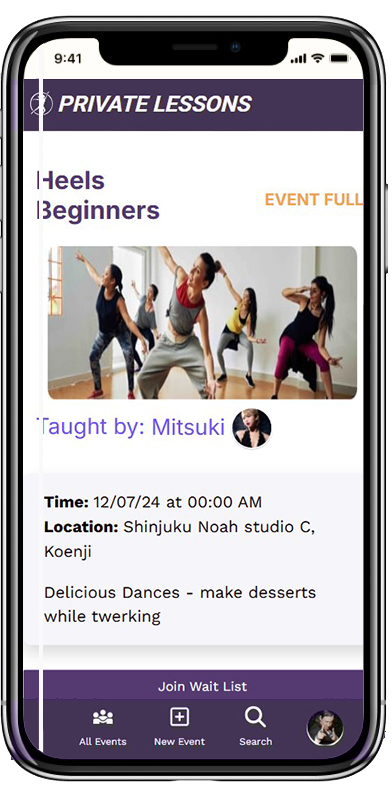 9:41
PRIVATE LESSONS
Heels
Beginners
EVENT FULL
Taught by: Mitsuki
Time: 12/07/24 at 00:00 AM
Location: Shinjuku Noah studio C,
Koenji
Delicious Dances - make desserts
while twerking
Join Wait List
All Events
New Event
Search